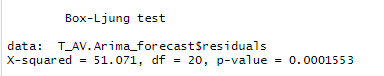 Box-Ljung test
data:  T_AV.Arima_forecast$residuals
X-squared = 51.071, df = 20, p-value = 0.0001553